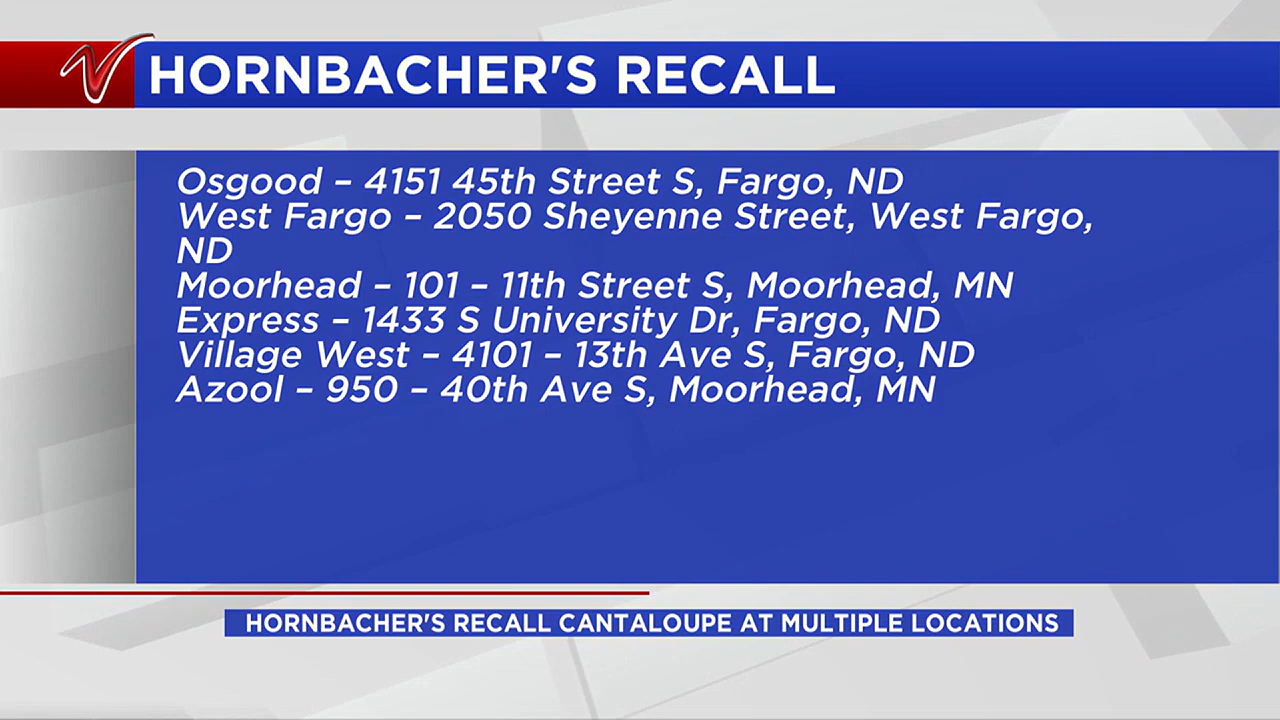 HORNBACHER'S RECALL
Osgood – 4151 45th Street S, Fargo, ND
West Fargo – 2050 Sheyenne Street, West Fargo,
ND
Moorhead – 101 – 11th Street S, Moorhead, MN
Express – 1433 S University Dr, Fargo, ND
Village West – 4101 – 13th Ave S, Fargo, ND
Azool – 950 – 40th Ave S, Moorhead, MN
HORNBACHER'S RECALL CANTALOUPE AT MULTIPLE LOCATIONS